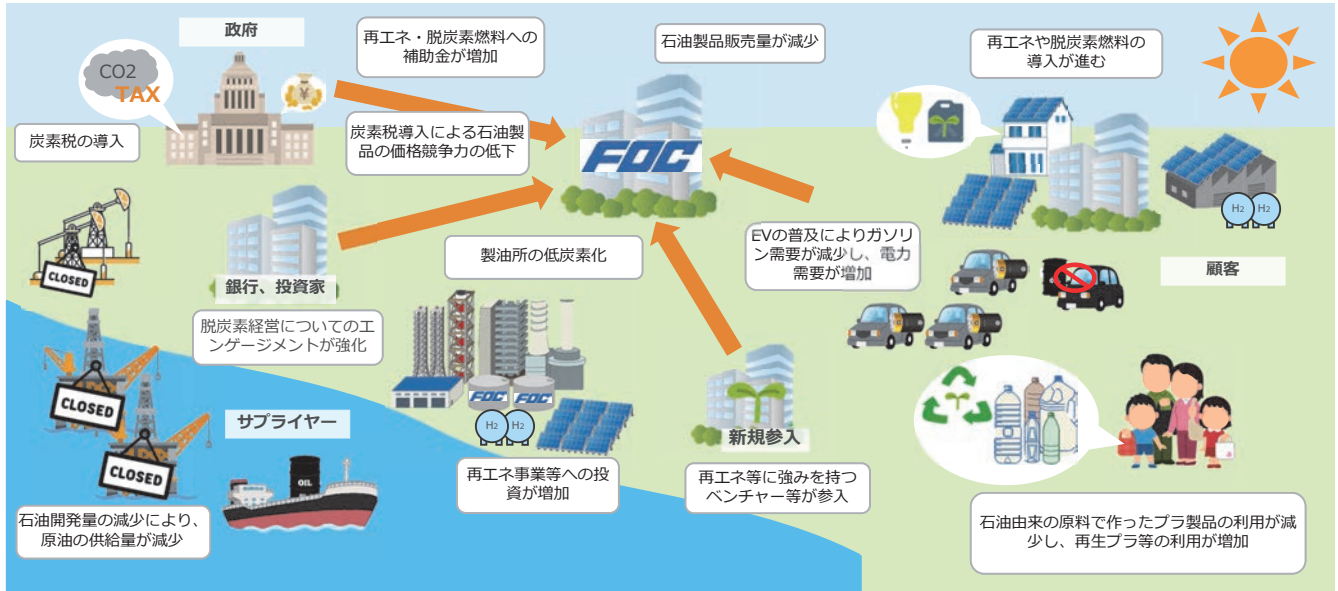 政府
再エネ・脱炭素燃料への
補助金が増加
石油製品販売量が減少
再エネや脱炭素燃料の
導入が進む
CO2
TAX
炭素税の導入
炭素税導入による石油製
品の価格競争力の低下
FOC
H2 H2
CLOSED
銀行、投資家
製油所の低炭素化
EVの普及によりガソリ
ン需要が減少し、電力
需要が増加
顧客
脱炭素経営についてのエ
ンゲージメントが強化
CLOSED
CLOSED
サプライヤー
OIL
FOC FOC
H2 H2
新規参入
再エネ事業等への投
資が増加
再エネ等に強みを持つ
ベンチャー等が参入
石油開発量の減少により、
原油の供給量が減少
石油由来の原料で作ったプラ製品の利用が減
少し、再生プラ等の利用が増加